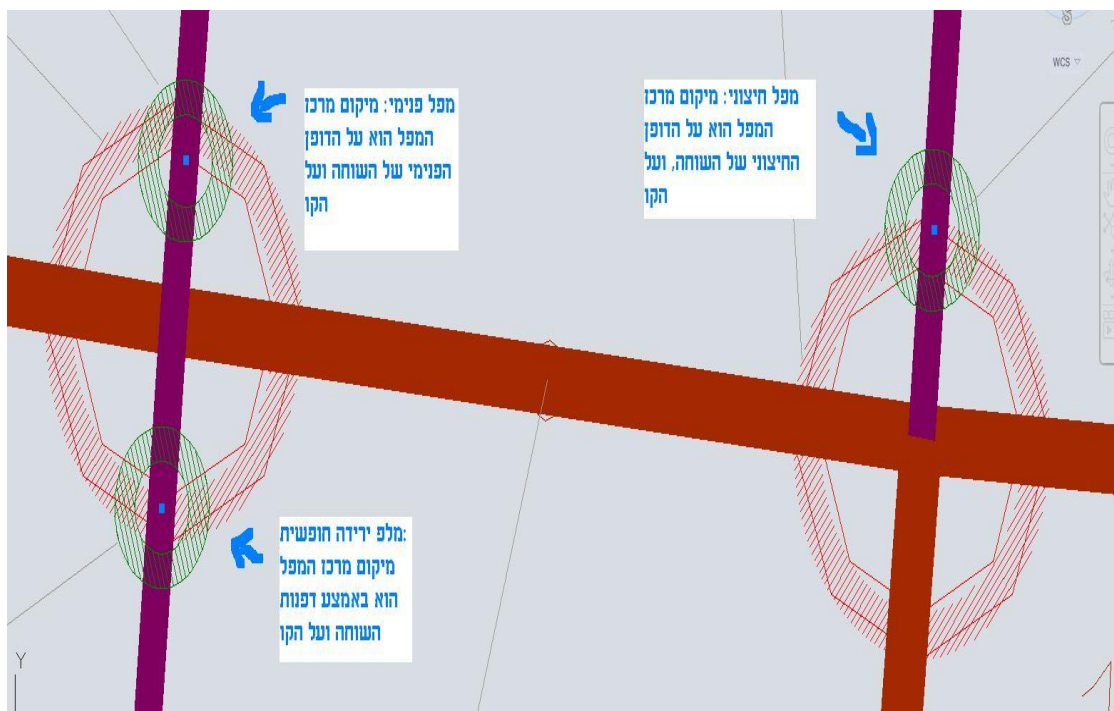 מפל פנימי: מיקום מרכז
המפל הוא על הדופן
הפנימי של השוחה ועל
הקו
מפל חיצוני: מיקום מרכז
המפל הוא על הדופן
החיצוני של השוחה, ועל
הקו
מלפ ירידה חופשית:
מיקום מרכז המפל
הוא באמצע דפנות
השוחה ועל הקו
WCS
Y